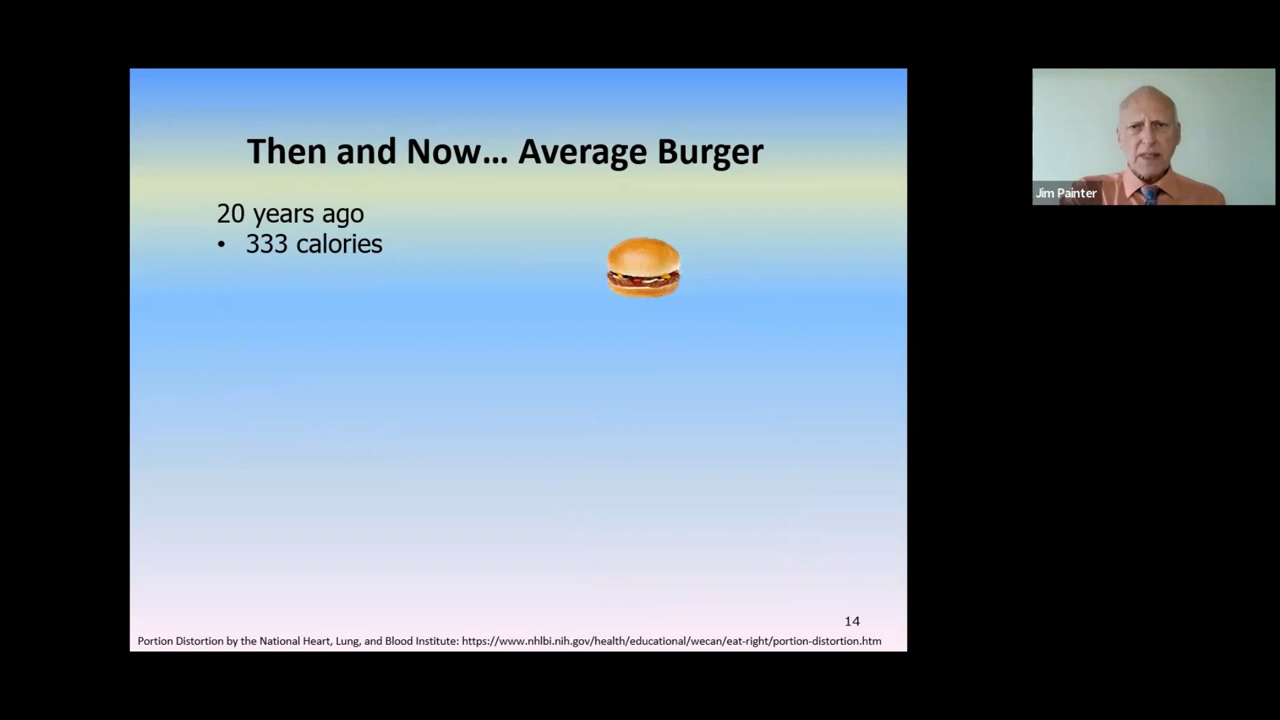 Then and Now... Average Burger
20 years ago
• 333 calories
Jim Painter
14
Portion Distortion by the National Heart, Lung, and Blood Institute: https://www.nhlbi.nih.gov/health/educational/wecan/eat-right/portion-distortion.htm